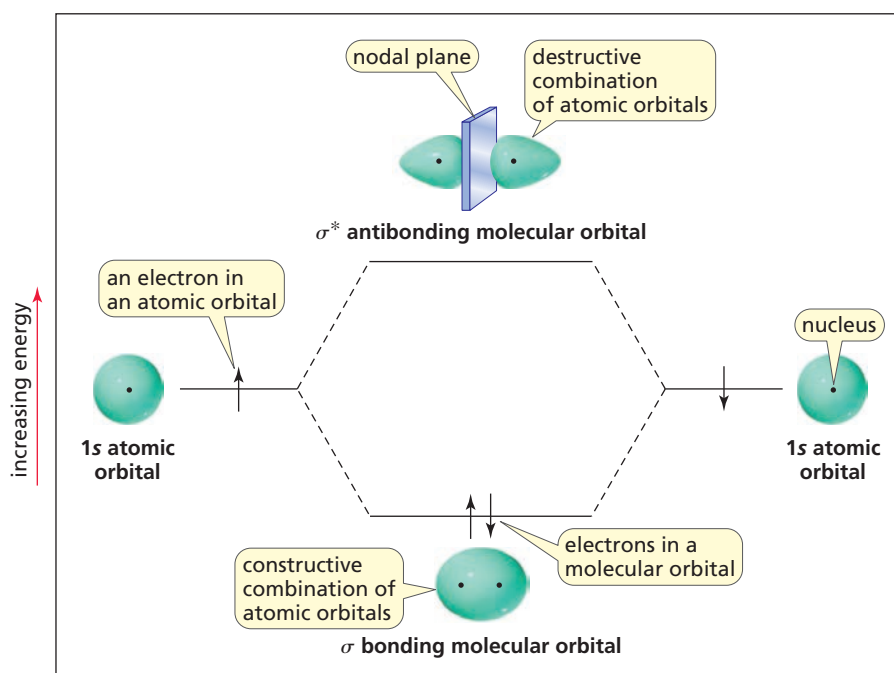 nodal plane
destructive
combination
of atomic orbitals
σ* antibonding molecular orbital
an electron in
an atomic orbital
nucleus
increasing energy
1s atomic
orbital
1s atomic
orbital
constructive
combination of
atomic orbitals
electrons in a
molecular orbital
σ bonding molecular orbital